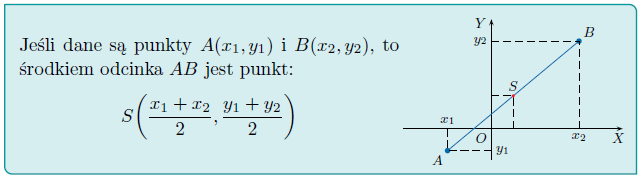 Jeśli dane są punkty A(x₁, y₁) i B(x₂, y₂), to
środkiem odcinka AB jest punkt:
S((x₁ + x₂)/2, (y₁ + y₂)/2)
Y
y₂
B
S
x₁
O
x₂
X
A
y₁